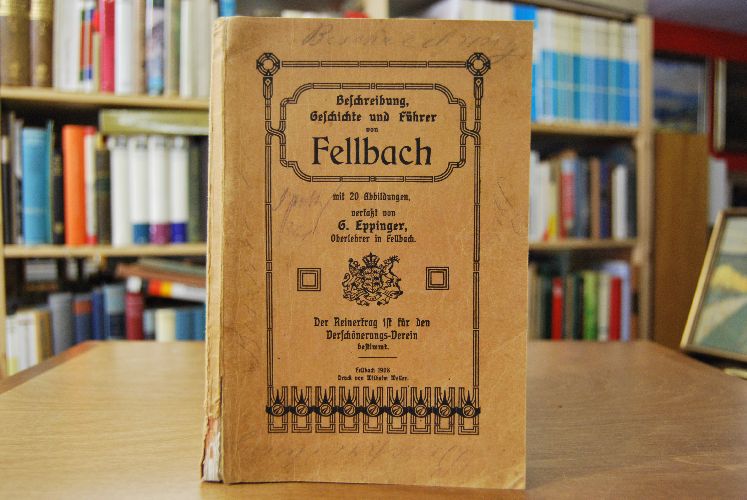 Beſchreibung,
Geſchichte und Führer
von
Fellbach
mit 20 Abbildungen,
verfaßt von
G. Eppinger,
Oberlehrer in Fellbach.
Der Reinertrag iſt für den
Verſchönerungs-Verein
beſtimmt.
Fellbach 1908
Druck von Wilhelm Weller.